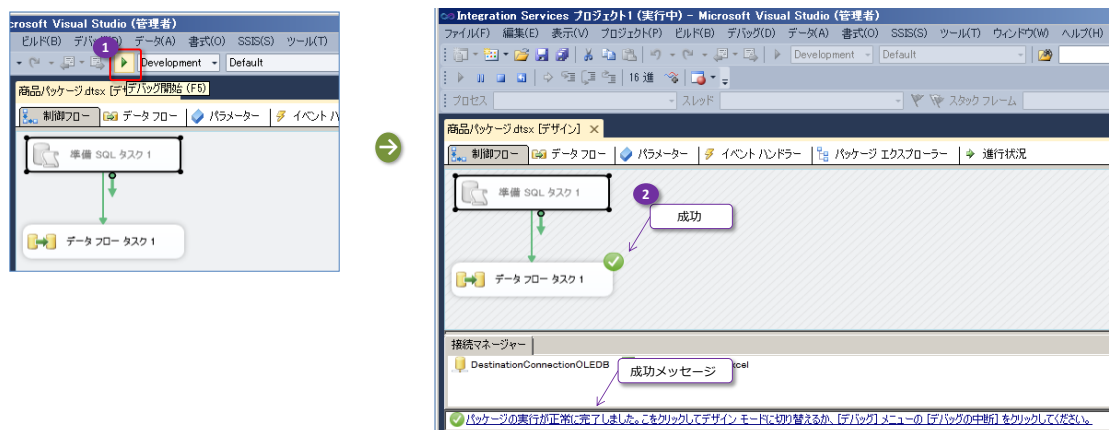 crosoft Visual Studio (管理者)
ビルド(B) デバッグ(D) データ(A) 書式(O) SSIS(S) ツール(T)
1
Development Default
商品パッケージ.dtsx [デザ
デバッグ開始 (F5)
制御フロー データ フロー パラメーター イベント ハ
準備 SQL タスク 1
データ フロー タスク 1
Integration Services プロジェクト1 (実行中) - Microsoft Visual Studio (管理者)
ファイル(F) 編集(E) 表示(V) プロジェクト(P) ビルド(B) デバッグ(D) データ(A) 書式(O) SSIS(S) ツール(T) ウィンドウ(W) ヘルプ(H)
Development Default
16 進
プロセス スレッド スタック フレーム
商品パッケージ.dtsx [デザイン]
制御フロー データ フロー パラメーター イベント ハンドラー パッケージ エクスプローラー 進行状況
準備 SQL タスク 1
2
成功
データ フロー タスク 1
接続マネージャー
DestinationConnectionOLEDB
成功メッセージ
パッケージの実行が正常に完了しました。こをクリックしてデザイン モードに切り替えるか、[デバッグ] メニューの [デバッグの中断] をクリックしてください。